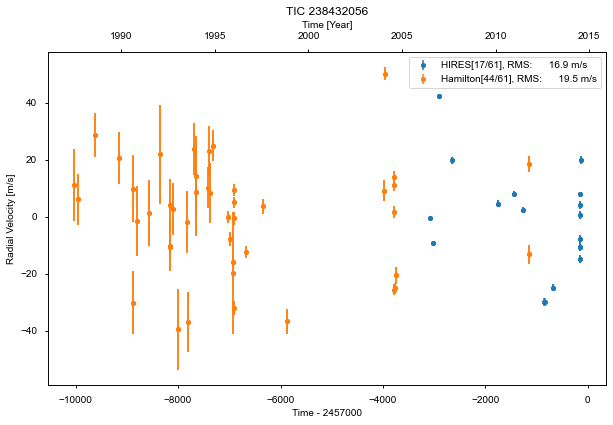 TIC 238432056
Time [Year]
1990 1995 2000 2005 2010 2015
HIRES[17/61], RMS: 16.9 m/s
Hamilton[44/61], RMS: 19.5 m/s
Radial Velocity [m/s]
40
20
0
−20
−40
−10000 −8000 −6000 −4000 −2000 0
Time - 2457000